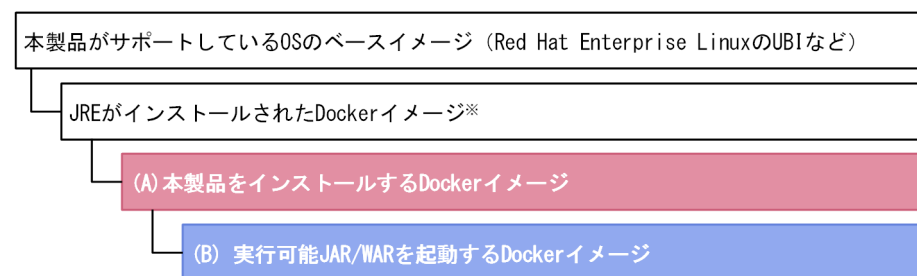 本製品がサポートしているOSのベースイメージ（Red Hat Enterprise LinuxのUBIなど）
JREがインストールされたDockerイメージ※
(A)本製品をインストールするDockerイメージ
(B) 実行可能JAR/WARを起動するDockerイメージ